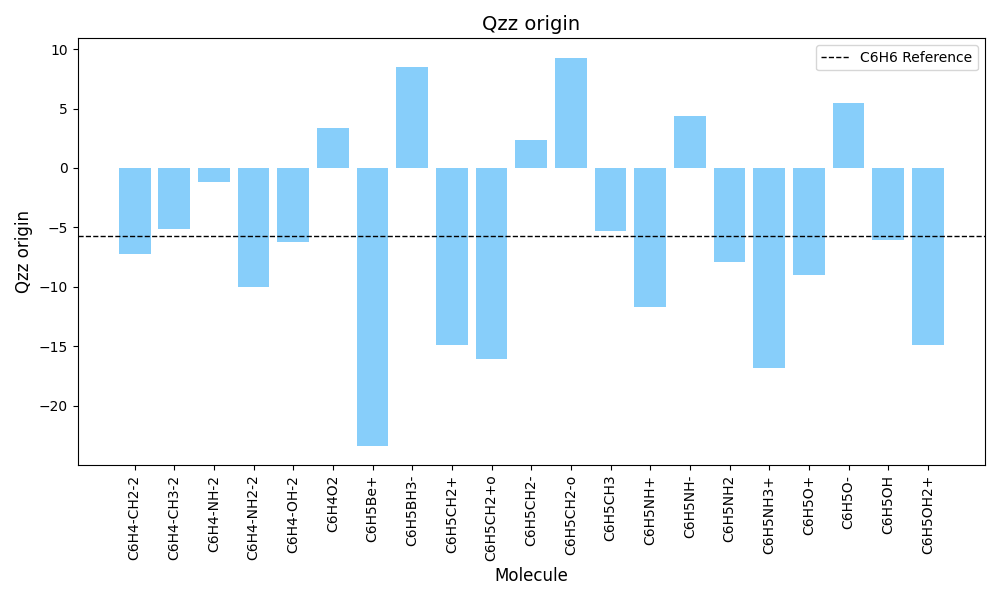 Qzz origin
C6H6 Reference
Qzz origin
10
5
0
−5
−10
−15
−20
C6H4-CH2-2
C6H4-CH3-2
C6H4-NH-2
C6H4-NH2-2
C6H4-OH-2
C6H4O2
C6H5Be+
C6H5BH3-
C6H5CH2+
C6H5CH2+o
C6H5CH2-
C6H5CH2-o
C6H5CH3
C6H5NH+
C6H5NH-
C6H5NH2
C6H5NH3+
C6H5O+
C6H5O-
C6H5OH
C6H5OH2+
Molecule